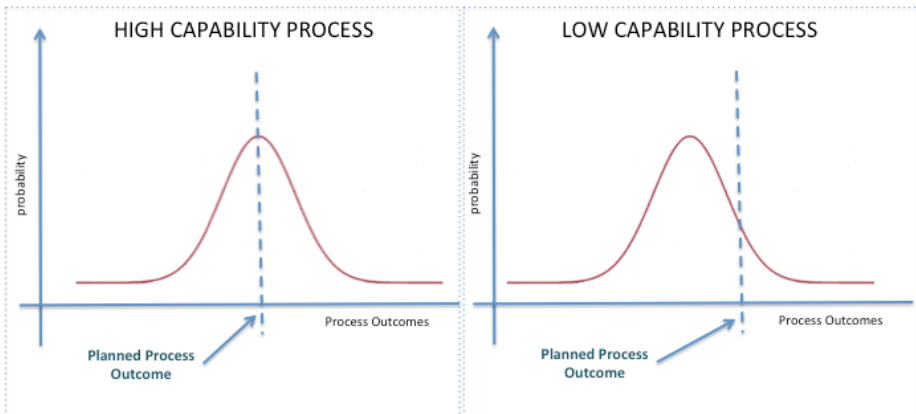 HIGH CAPABILITY PROCESS
probability
Process Outcomes
Planned Process
Outcome
LOW CAPABILITY PROCESS
probability
Process Outcomes
Planned Process
Outcome